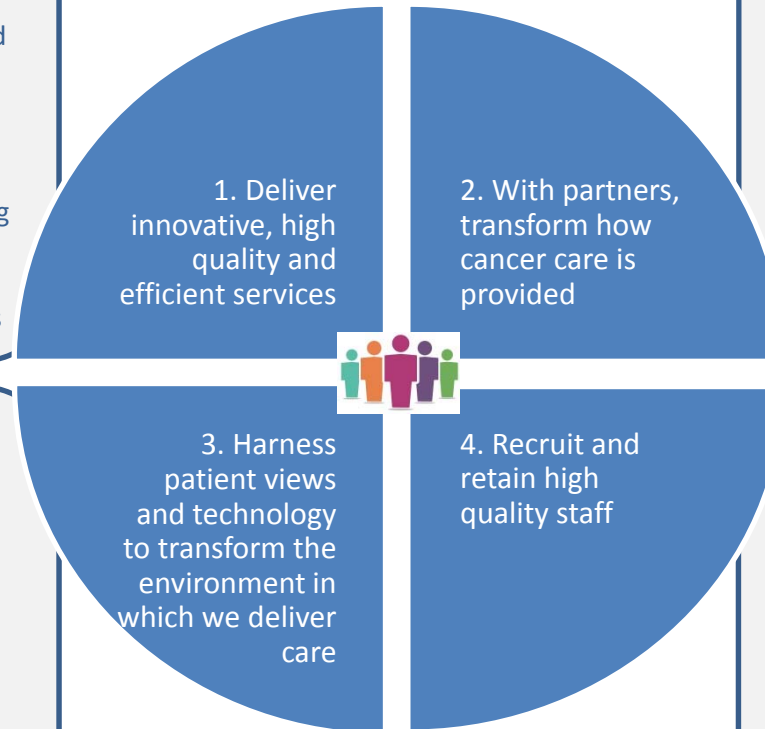 1. Deliver
innovative, high
quality and
efficient services
2. With partners,
transform how
cancer care is
provided
3. Harness
patient views
and technology
to transform the
environment in
which we deliver
care
4. Recruit and
retain high
quality staff